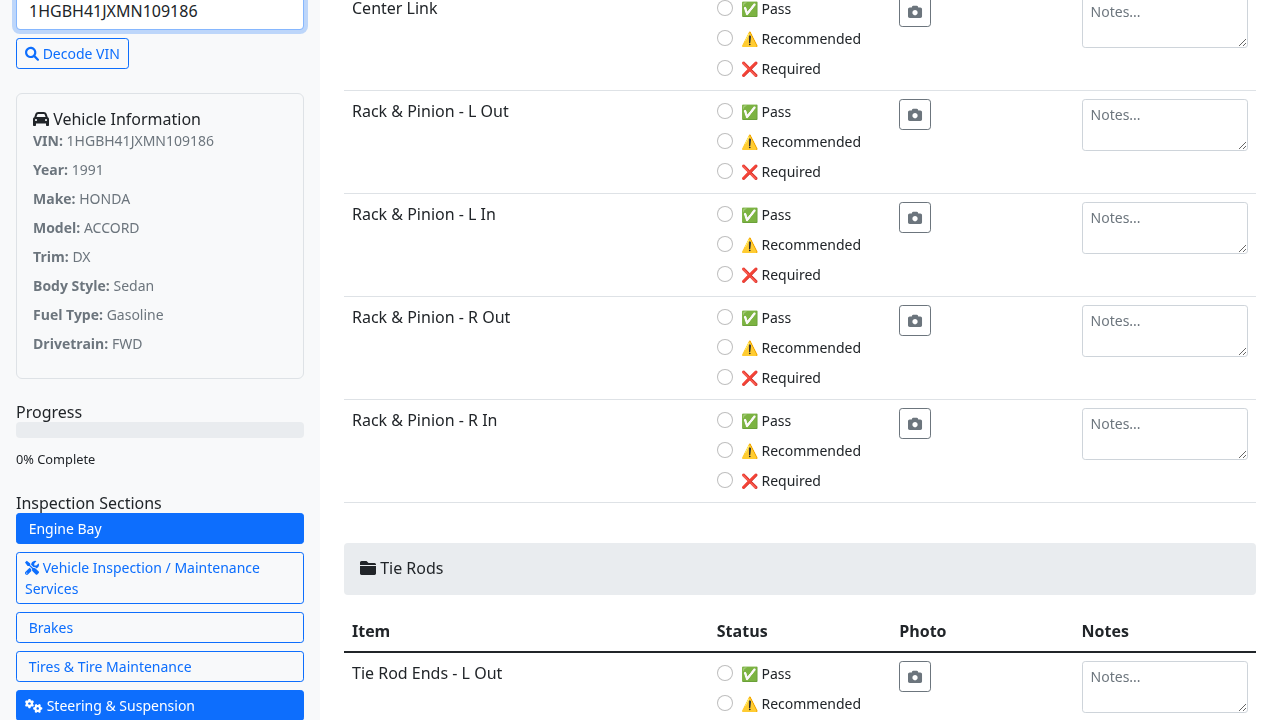 1HGBH41JXMN109186
Decode VIN
Vehicle Information
VIN: 1HGBH41JXMN109186
Year: 1991
Make: HONDA
Model: ACCORD
Trim: DX
Body Style: Sedan
Fuel Type: Gasoline
Drivetrain: FWD
Progress
0% Complete
Inspection Sections
Engine Bay
Vehicle Inspection / Maintenance
Services
Brakes
Tires & Tire Maintenance
Steering & Suspension
Center Link
✅ Pass
⚠️ Recommended
❌ Required
Notes...
Rack & Pinion - L Out
✅ Pass
⚠️ Recommended
❌ Required
Notes...
Rack & Pinion - L In
✅ Pass
⚠️ Recommended
❌ Required
Notes...
Rack & Pinion - R Out
✅ Pass
⚠️ Recommended
❌ Required
Notes...
Rack & Pinion - R In
✅ Pass
⚠️ Recommended
❌ Required
Notes...
Tie Rods
Item Status Photo Notes
Tie Rod Ends - L Out
✅ Pass
⚠️ Recommended
Notes...